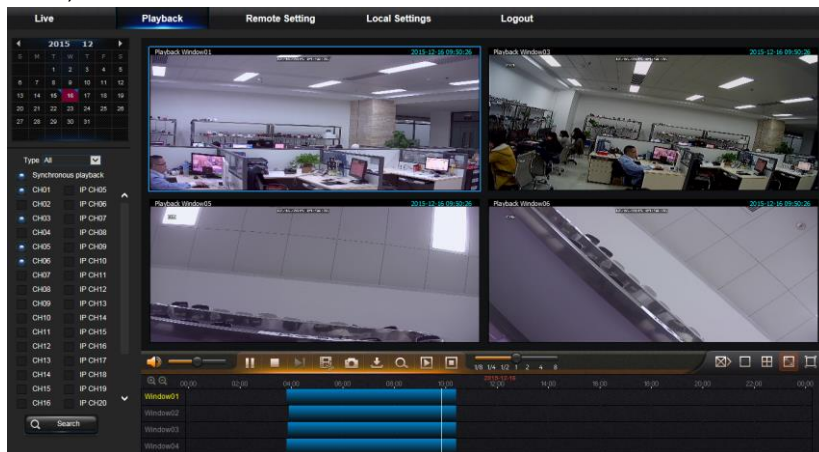 Live Playback Remote Setting Local Settings Logout
2015 12
S M T W T F S
1 2 3 4 5
6 7 8 9 10 11 12
13 14 15 16 17 18 19
20 21 22 23 24 25 26
27 28 29 30 31
Type All
Synchronous playback
CH01 IP CH05
CH02 IP CH06
CH03 IP CH07
CH04 IP CH08
CH05 IP CH09
CH06 IP CH10
CH07 IP CH11
CH08 IP CH12
CH09 IP CH13
CH10 IP CH14
CH11 IP CH15
CH12 IP CH16
CH13 IP CH17
CH14 IP CH18
CH15 IP CH19
CH16 IP CH20
Search
Playback Window01 2015-12-16 09:50:26
Playback Window03 2015-12-16 09:50:26
Playback Window05 2015-12-16 09:50:26
Playback Window06 2015-12-16 09:50:26
1/8 1/4 1/2 1 2 4 8
2015-12-16
00:00 02:00 04:00 06:00 08:00 10:00 12:00 14:00 16:00 18:00 20:00 22:00 00:00
Window01
Window02
Window03
Window04